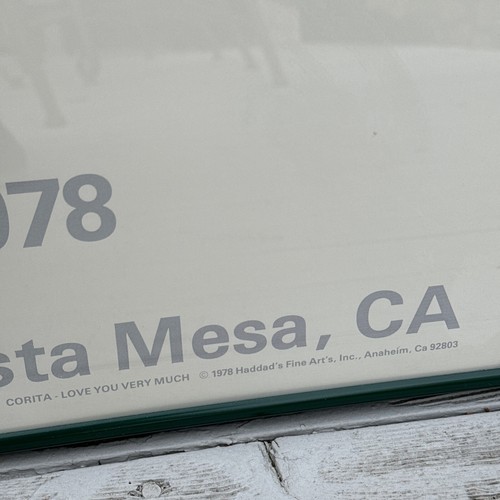 978
sta Mesa, CA
CORITA - LOVE YOU VERY MUCH © 1978 Haddad's Fine Art's, Inc., Anaheim, Ca 92803